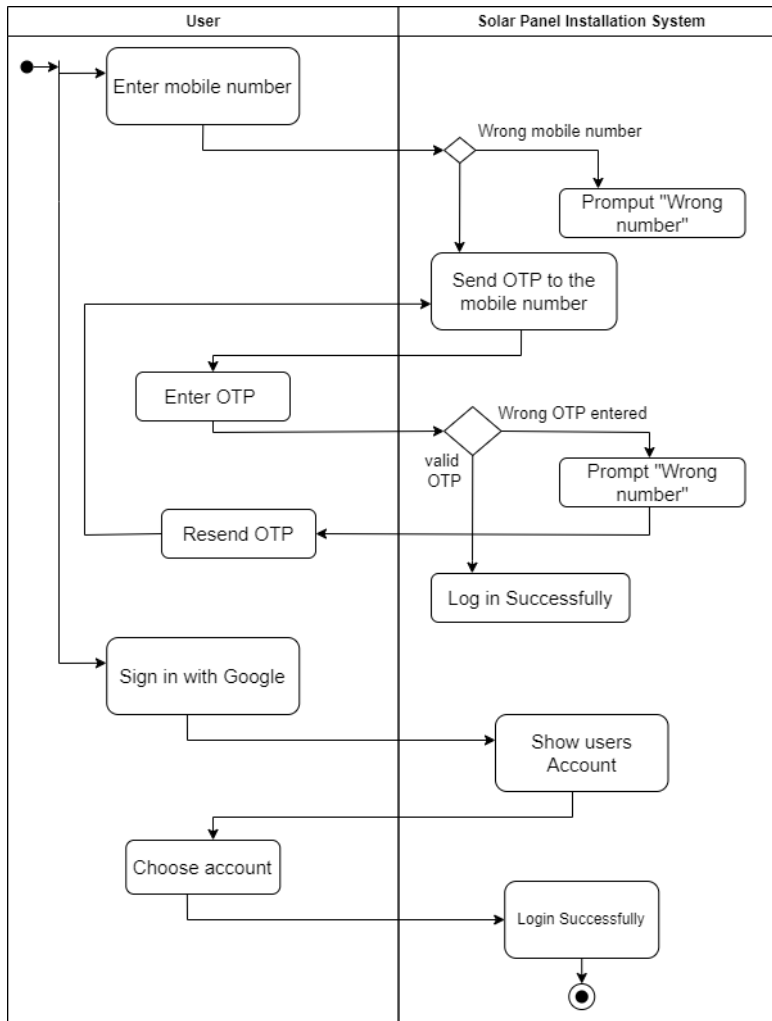 User
Solar Panel Installation System
Enter mobile number
Wrong mobile number
Promput "Wrong
number"
Send OTP to the
mobile number
Enter OTP
Wrong OTP entered
valid
OTP
Prompt "Wrong
number"
Resend OTP
Log in Successfully
Sign in with Google
Show users
Account
Choose account
Login Successfully